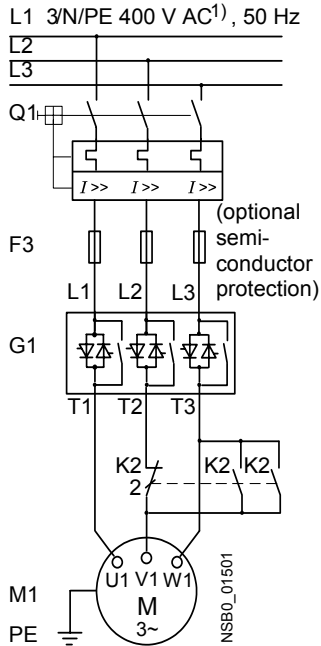 L1 3/N/PE 400 V AC1), 50 Hz
L2
L3
Q1
I >> I >> I >>
F3
(optional
semi-
conductor
protection)
L1 L2 L3
G1
T1 T2 T3
K2 K2 K2
2
U1 V1 W1
M1
M
3~
PE
NSB0_01501